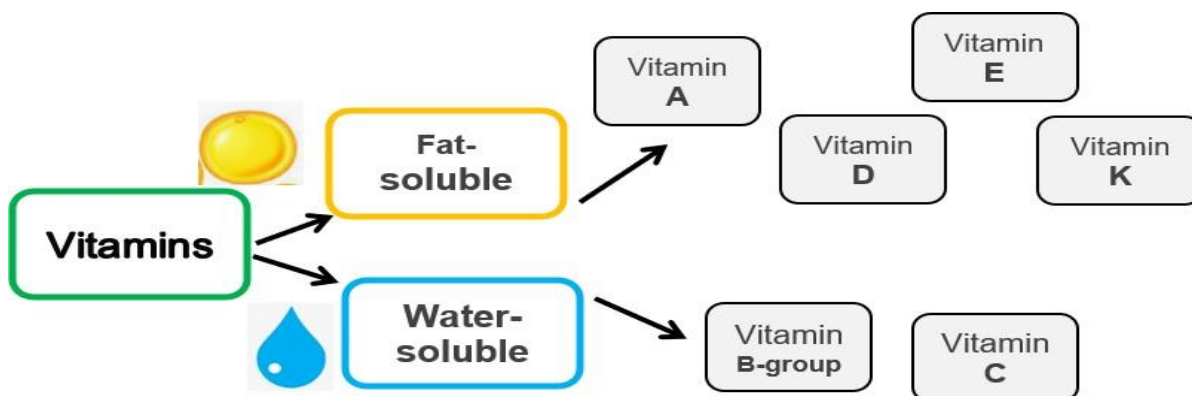 Vitamins
Fat-
soluble
Vitamin
A
Vitamin
E
Vitamin
D
Vitamin
K
Water-
soluble
Vitamin
B-group
Vitamin
C